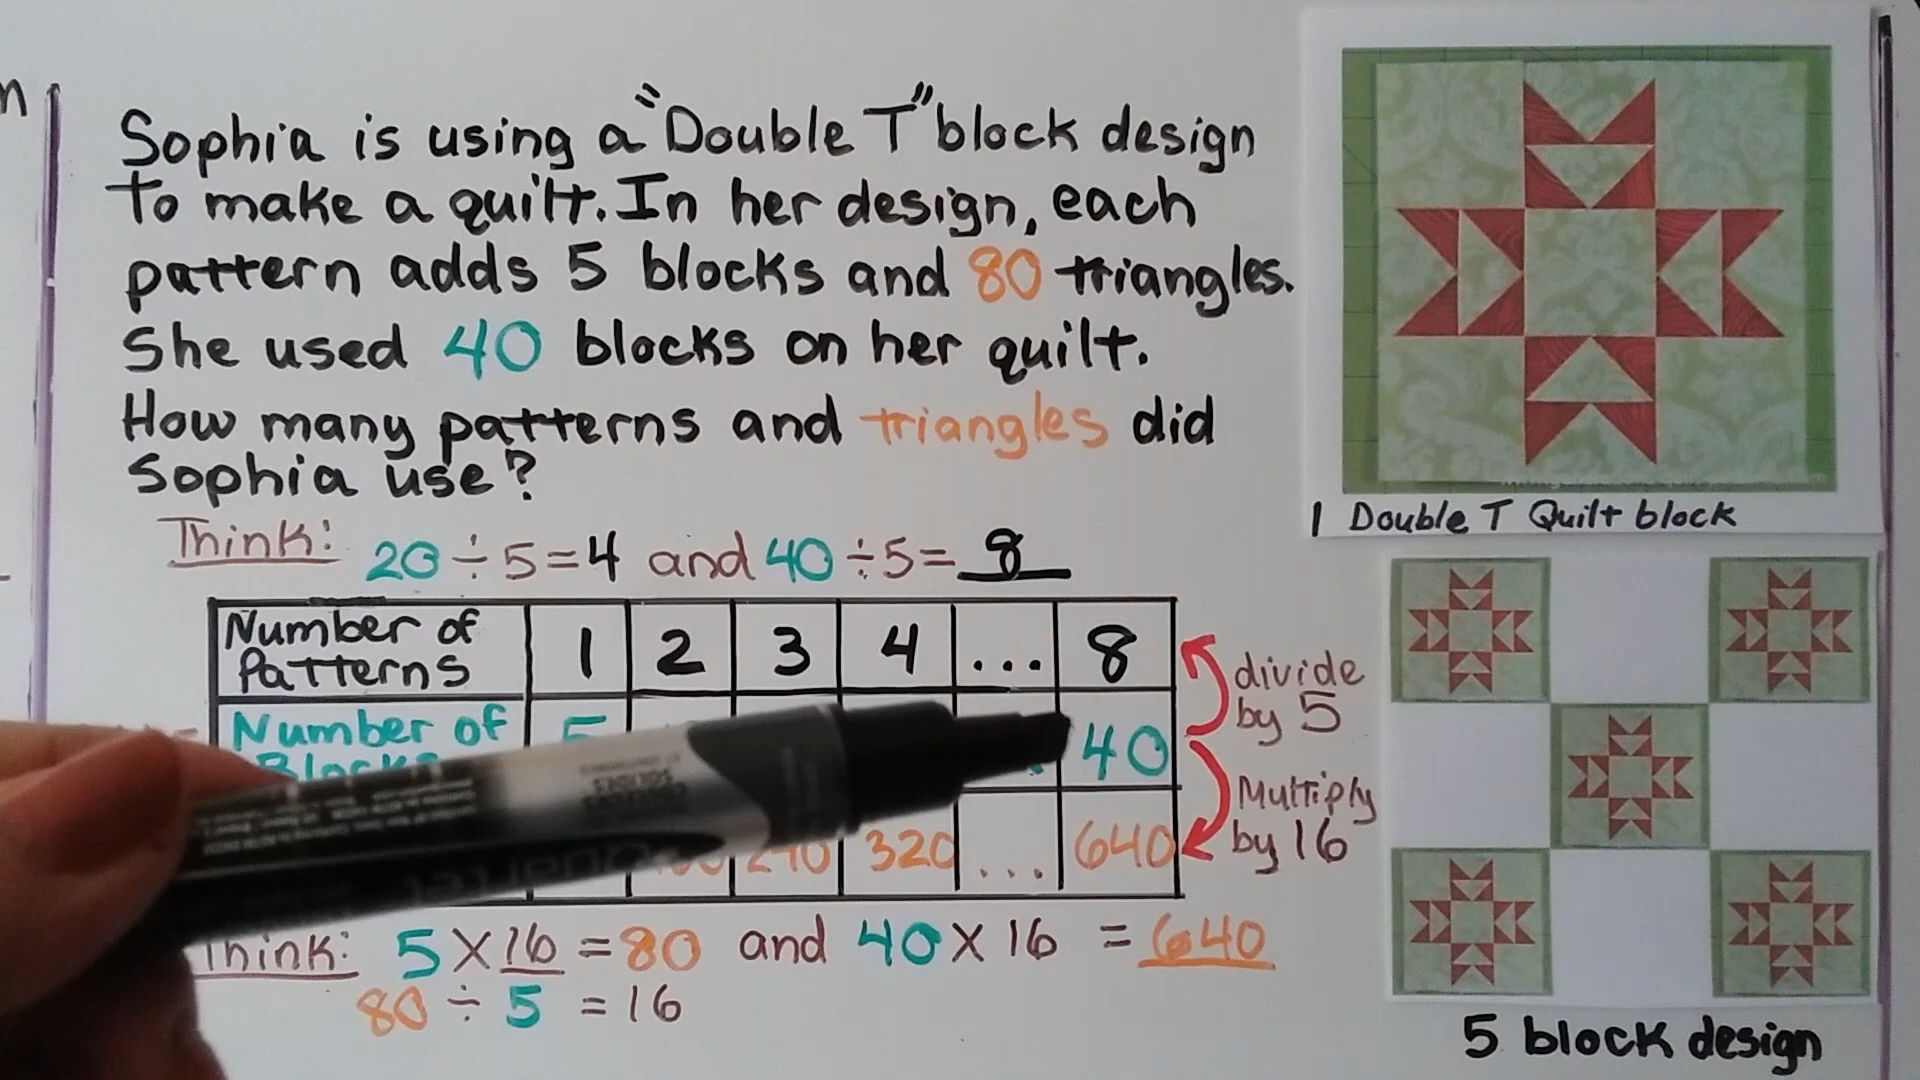 Sophia is using a "Double T" block design
to make a quilt. In her design, each
pattern adds 5 blocks and 80 triangles.
She used 40 blocks on her quilt.
How many patterns and triangles did
Sophia use?
Think: 20 ÷ 5 = 4 and 40 ÷ 5 = 8
Number of Patterns 1 2 3 4 ... 8
Number of Blocks 5 40
240 320 ... 640
divide by 5
Multiply by 16
Think: 5 X 16 = 80 and 40 X 16 = 640
80 ÷ 5 = 16
1 Double T Quilt block
5 block design